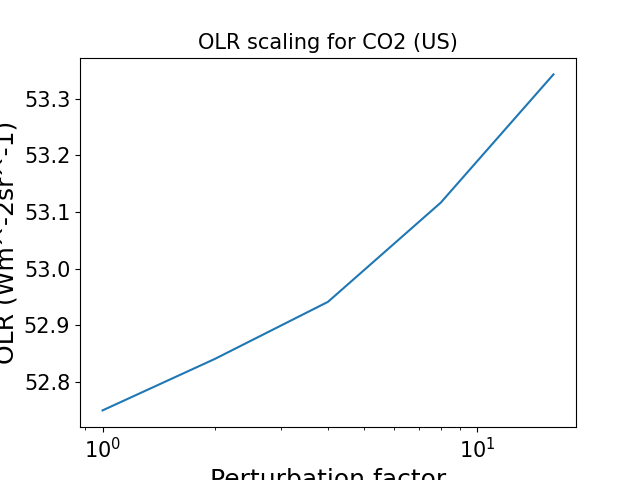 OLR scaling for CO2 (US)
OLR (Wm^-2sr^-1)
53.3
53.2
53.1
53.0
52.9
52.8
10^0
10^1
Perturbation factor